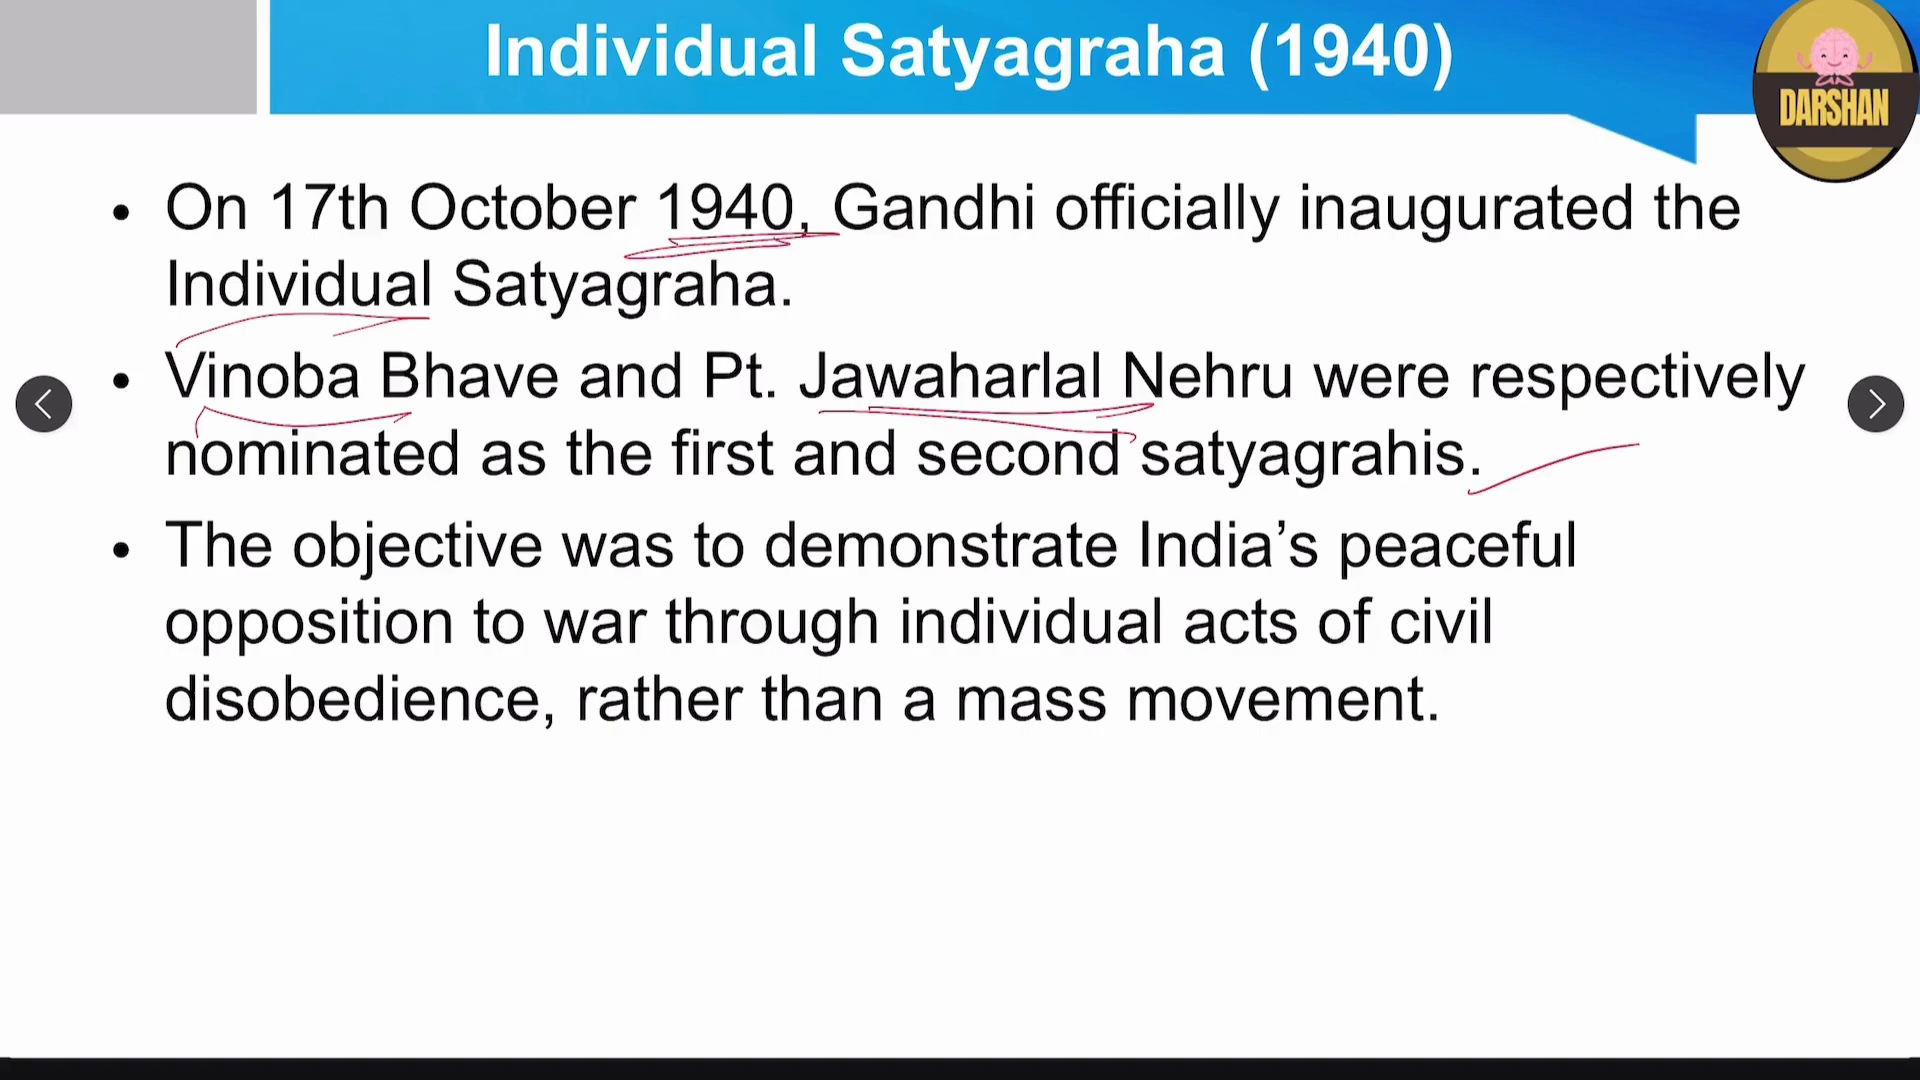 Individual Satyagraha (1940)
DARSHAN
• On 17th October 1940, Gandhi officially inaugurated the
Individual Satyagraha.
• Vinoba Bhave and Pt. Jawaharlal Nehru were respectively
nominated as the first and second satyagrahis.
• The objective was to demonstrate India’s peaceful
opposition to war through individual acts of civil
disobedience, rather than a mass movement.